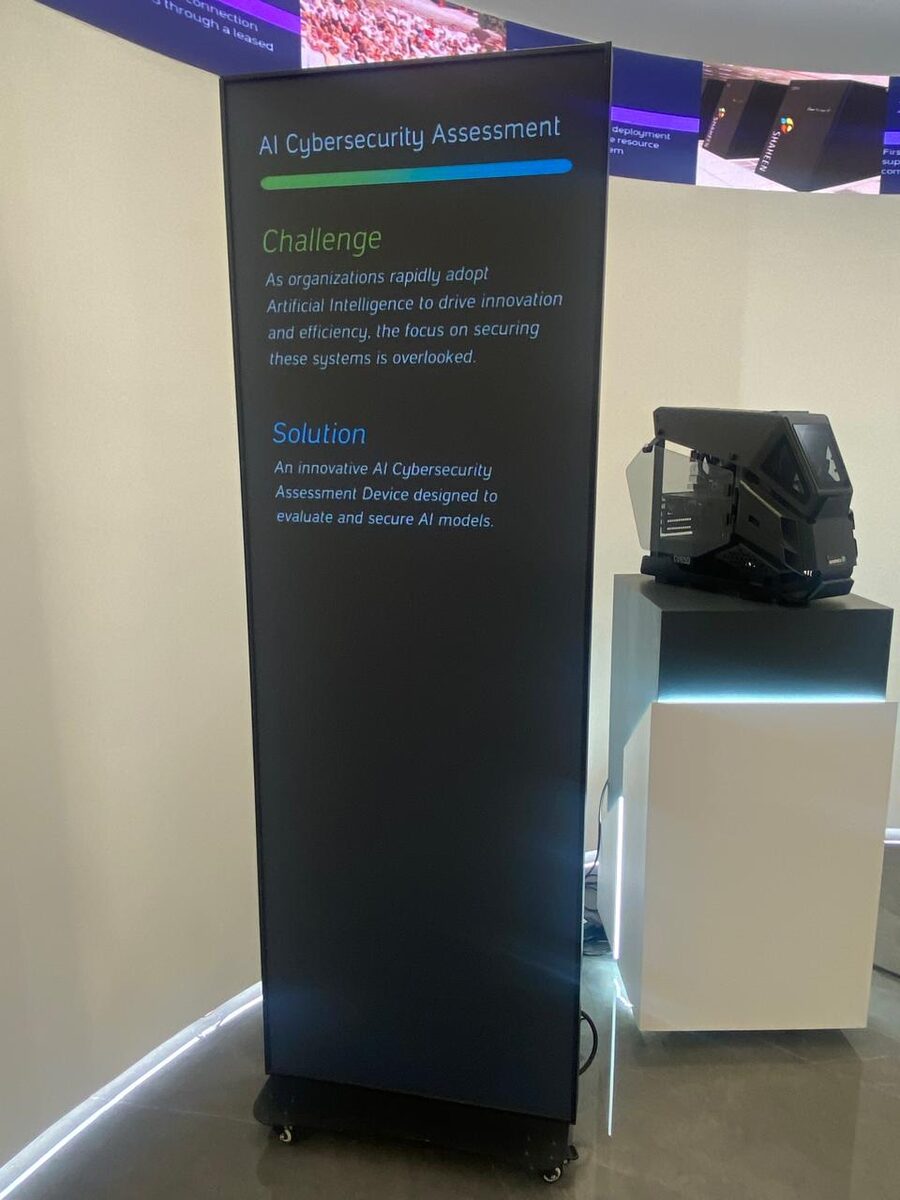 connection
through a leased
deployment
resource
SHAHEEN
SHAHEEN
AI Cybersecurity Assessment
Challenge
As organizations rapidly adopt
Artificial Intelligence to drive innovation
and efficiency, the focus on securing
these systems is overlooked.
Solution
An innovative AI Cybersecurity
Assessment Device designed to
evaluate and secure AI models.